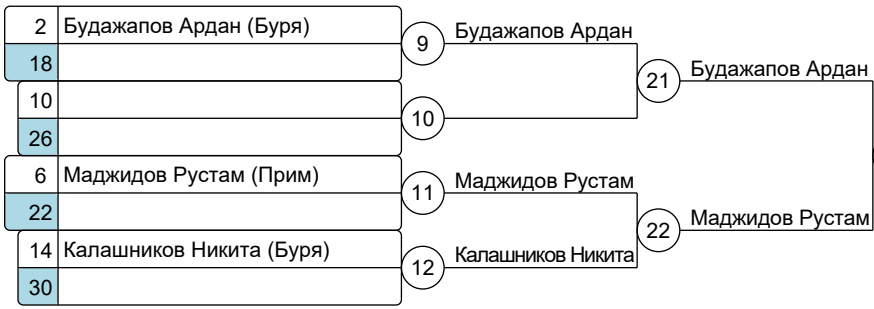 2 Будажапов Ардан (Буря)
18
9 Будажапов Ардан
10
26
10
21 Будажапов Ардан
6 Маджидов Рустам (Прим)
22
11 Маджидов Рустам
14 Калашников Никита (Буря)
30
12 Калашников Никита
22 Маджидов Рустам